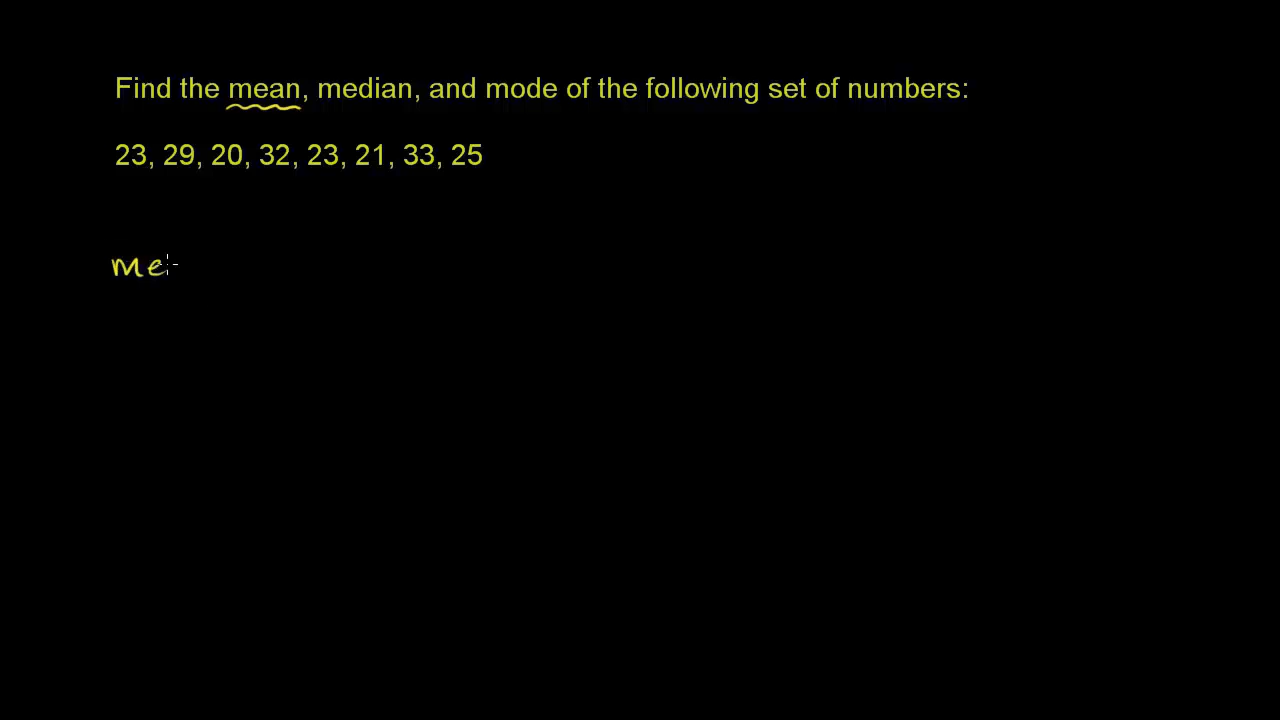 Find the mean, median, and mode of the following set of numbers:
23, 29, 20, 32, 23, 21, 33, 25
me